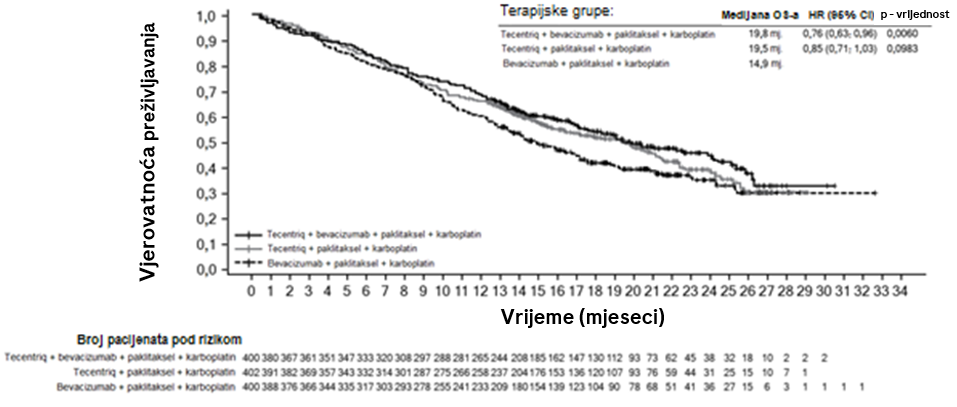 Terapijske grupe: Medijana OS-a HR (95% CI) p - vrijednost
Tecentriq + bevacizumab + paklitaksel + karboplatin 19,8 mj. 0,76 (0,63; 0,96) 0,0060
Tecentriq + paklitaksel + karboplatin 19,5 mj. 0,85 (0,71; 1,03) 0,0983
Bevacizumab + paklitaksel + karboplatin 14,9 mj.
Vjerovatnoća preživljavanja
1,0
0,9
0,8
0,7
0,6
0,5
0,4
0,3
0,2
0,1
0,0
Tecentriq + bevacizumab + paklitaksel + karboplatin
Tecentriq + paklitaksel + karboplatin
Bevacizumab + paklitaksel + karboplatin
0 1 2 3 4 5 6 7 8 9 10 11 12 13 14 15 16 17 18 19 20 21 22 23 24 25 26 27 28 29 30 31 32 33 34
Vrijeme (mjeseci)
Broj pacijenata pod rizikom
Tecentriq + bevacizumab + paklitaksel + karboplatin 400 380 367 361 351 347 333 320 308 297 288 281 265 244 208 185 162 147 130 112 93 73 62 45 38 32 18 10 2 2 2
Tecentriq + paklitaksel + karboplatin 402 391 382 369 357 343 332 314 301 287 275 266 258 237 204 176 153 136 120 107 93 76 59 44 31 25 15 10 7 1
Bevacizumab + paklitaksel + karboplatin 400 388 376 366 344 335 317 303 293 278 255 241 233 209 180 154 139 123 104 90 78 68 51 41 36 27 15 6 3 1 1 1 1